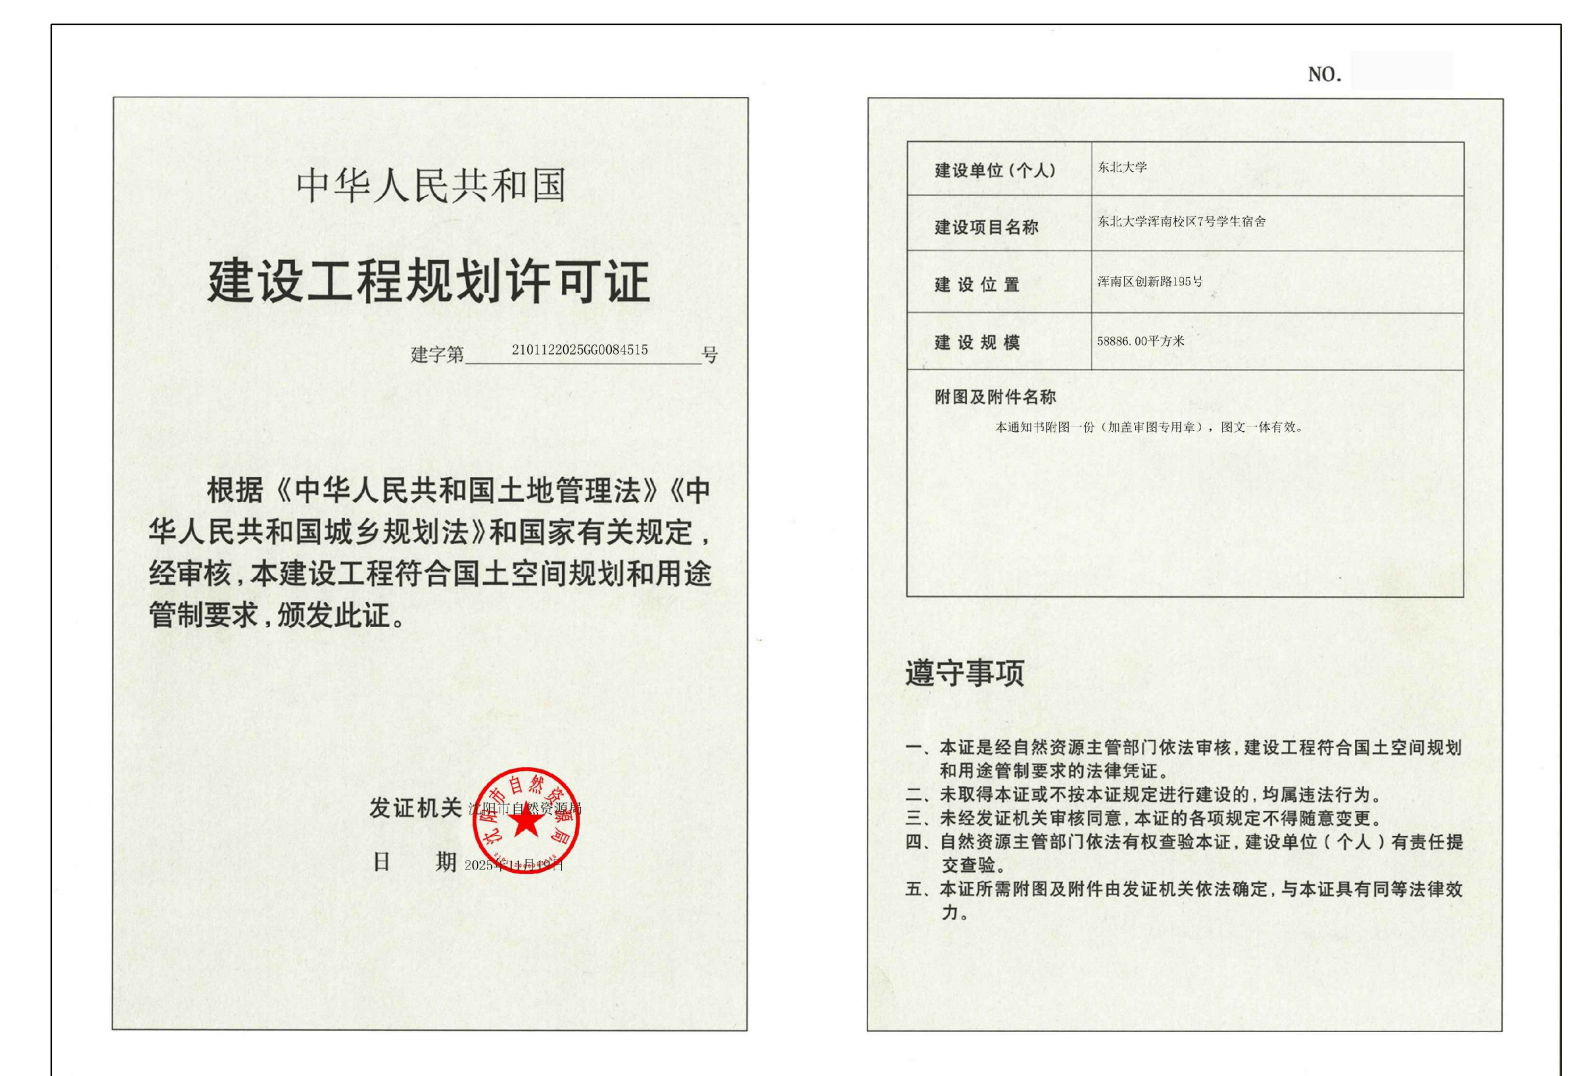 中华人民共和国
建设工程规划许可证
建字第 2101122025GG0084515 号
根据《中华人民共和国土地管理法》《中
华人民共和国城乡规划法》和国家有关规定，
经审核，本建设工程符合国土空间规划和用途
管制要求，颁发此证。
发证机关 沈阳市自然资源局
沈阳市自然资源局
日 期 2025年11月
NO.
建设单位(个人) 东北大学
建设项目名称 东北大学浑南校区7号学生宿舍
建设位置 浑南区创新路195号
建设规模 58886.00平方米
附图及附件名称
本通知书附图一份（加盖审图专用章），图文一体有效。
遵守事项
一、本证是经自然资源主管部门依法审核，建设工程符合国土空间规划
和用途管制要求的法律凭证。
二、未取得本证或不按本证规定进行建设的，均属违法行为。
三、未经发证机关审核同意，本证的各项规定不得随意变更。
四、自然资源主管部门依法有权查验本证，建设单位（个人）有责任提
交查验。
五、本证所需附图及附件由发证机关依法确定，与本证具有同等法律效
力。